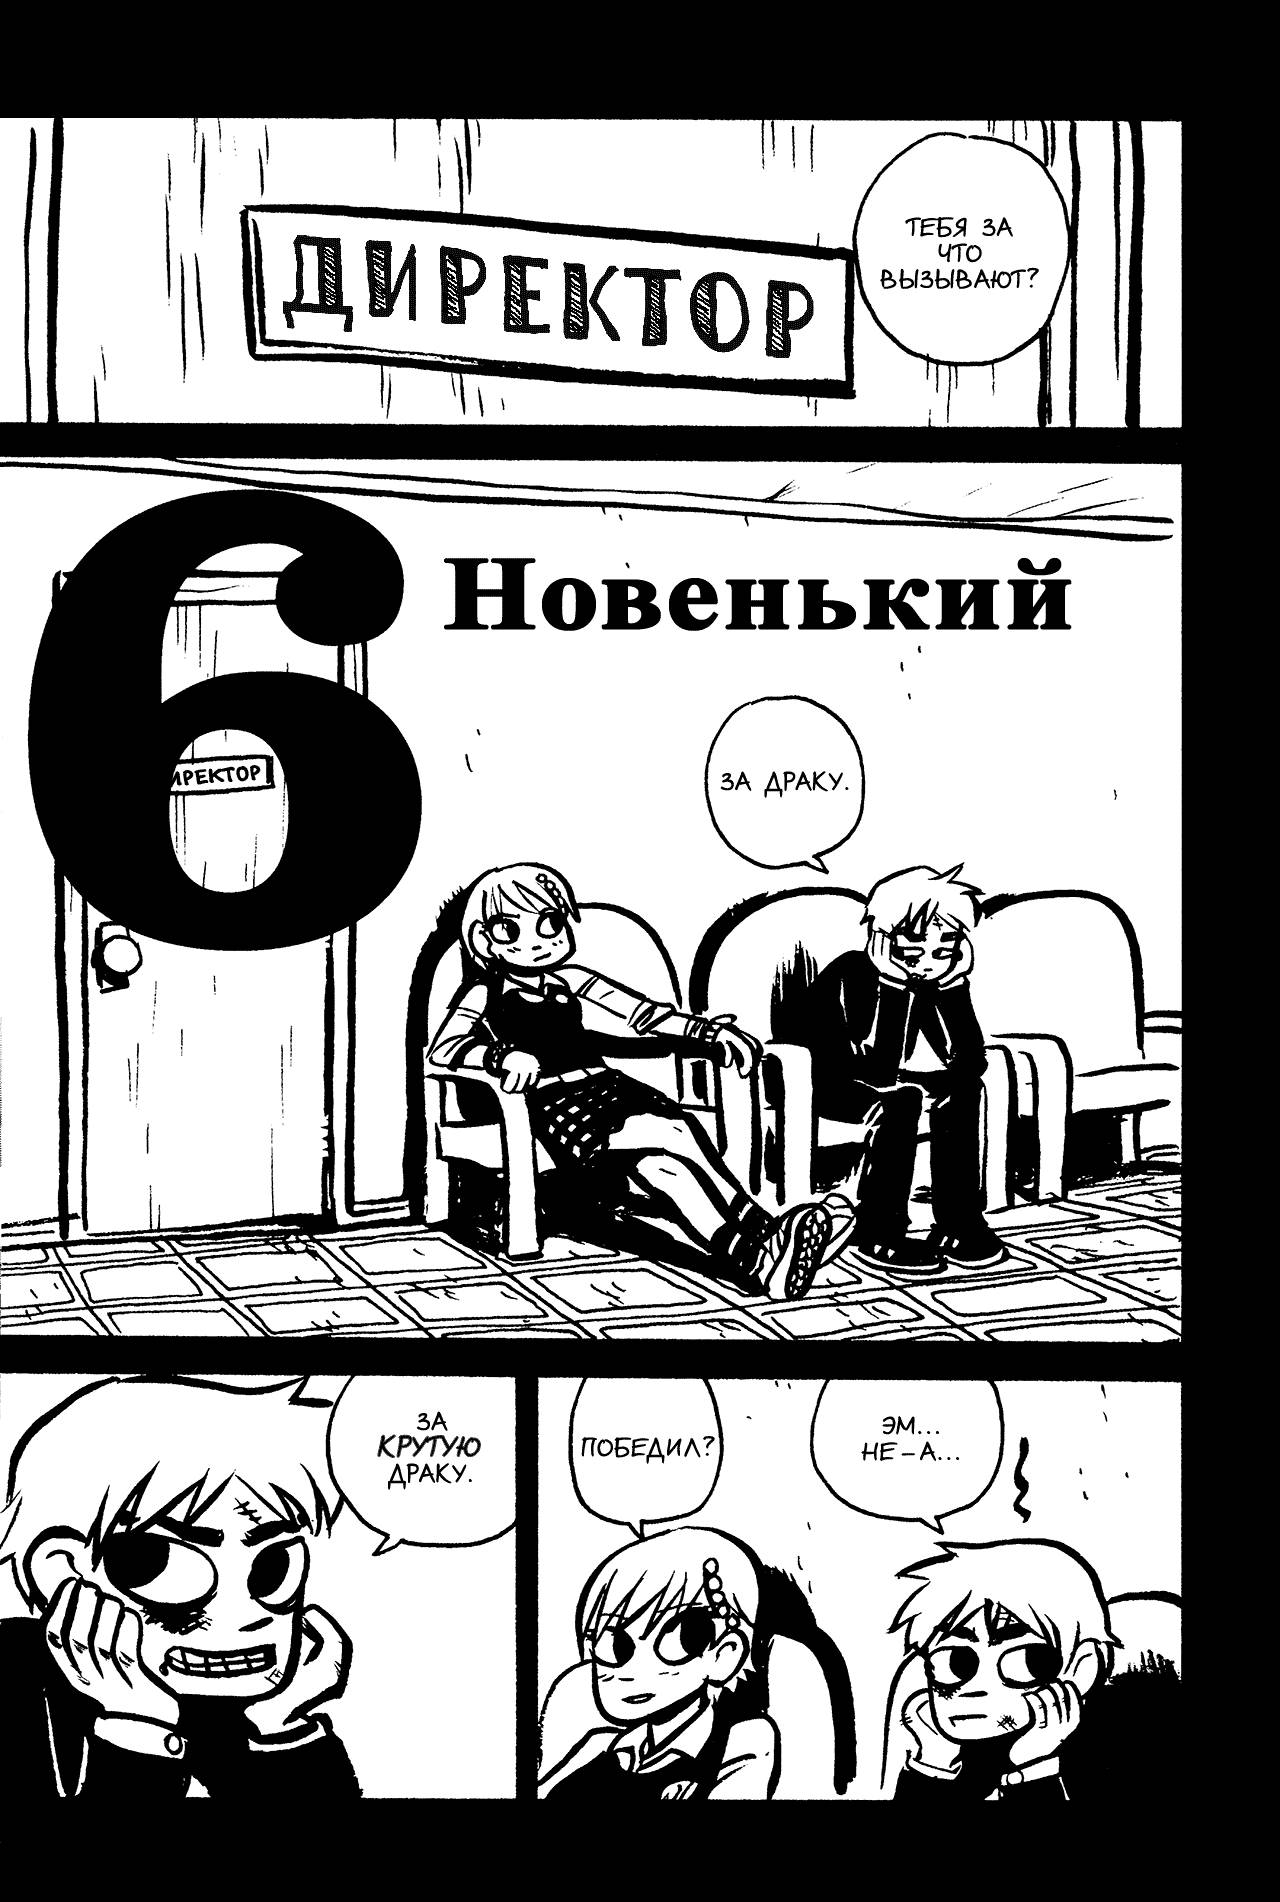 ДИРЕКТОР
ТЕБЯ ЗА
ЧТО
ВЫЗЫВАЮТ?
6
Новенький
ИРЕКТОР
ЗА ДРАКУ.
ЗА
КРУТУЮ
ДРАКУ.
ПОБЕДИЛ?
ЭМ...
НЕ-А...